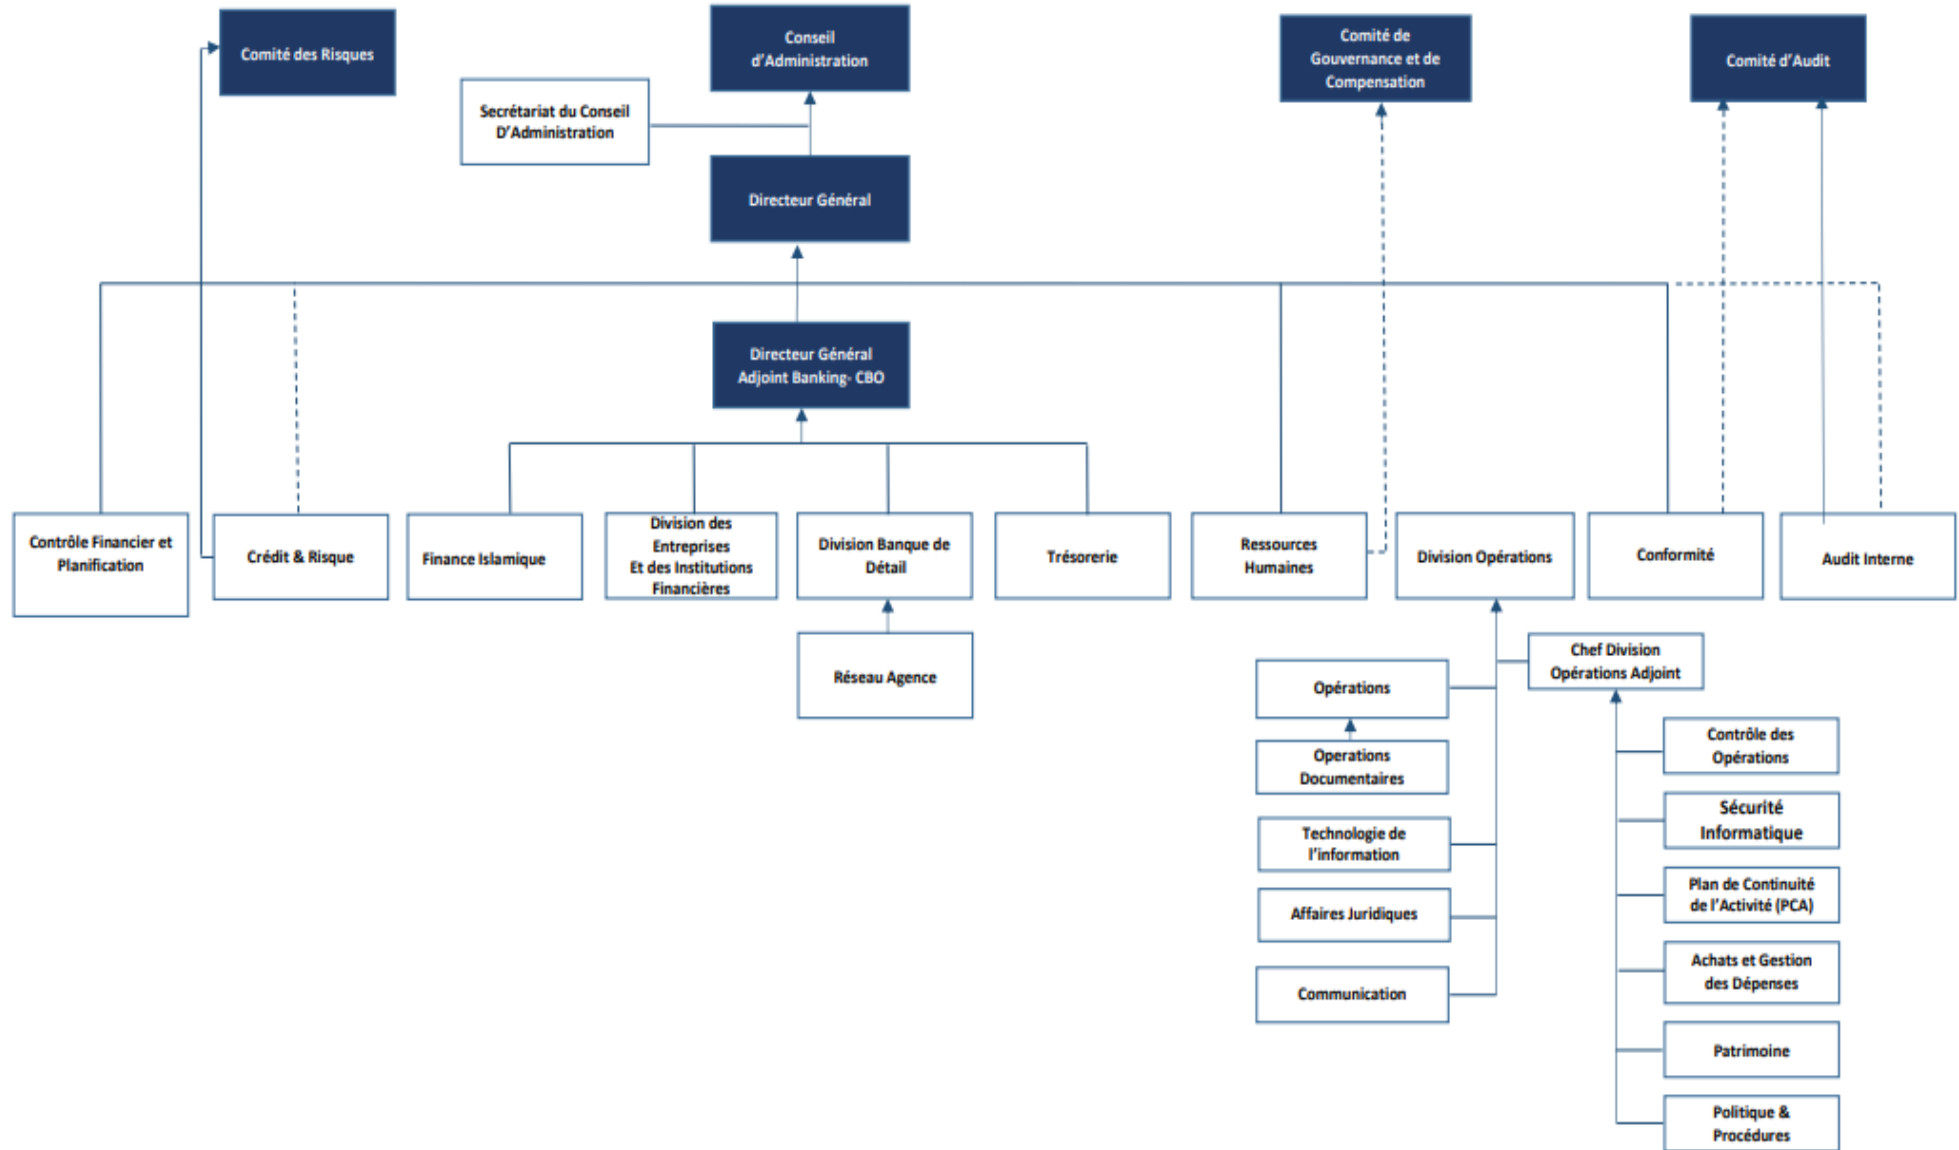 Comité des Risques
Conseil
d'Administration
Comité de
Gouvernance et de
Compensation
Comité d'Audit
Secrétariat du Conseil
D'Administration
Directeur Général
Directeur Général
Adjoint Banking- CBO
Contrôle Financier et
Planification
Crédit & Risque
Finance Islamique
Division des
Entreprises
Et des Institutions
Financières
Division Banque de
Détail
Trésorerie
Ressources
Humaines
Division Opérations
Conformité
Audit Interne
Réseau Agence
Chef Division
Opérations Adjoint
Opérations
Operations
Documentaires
Technologie de
l'information
Affaires Juridiques
Communication
Contrôle des
Opérations
Sécurité
Informatique
Plan de Continuité
de l'Activité (PCA)
Achats et Gestion
des Dépenses
Patrimoine
Politique &
Procédures